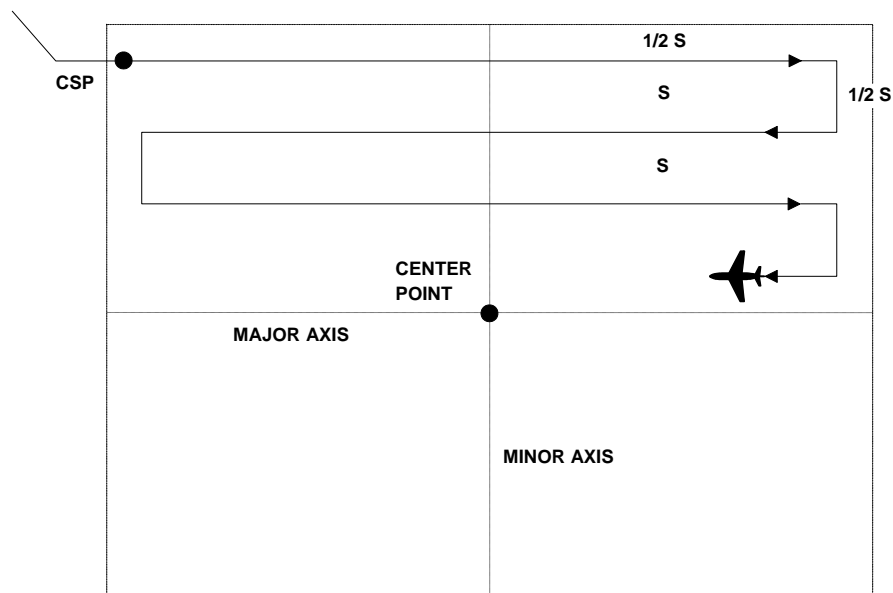 1/2 S
CSP
S
1/2 S
S
CENTER
POINT
MAJOR AXIS
MINOR AXIS